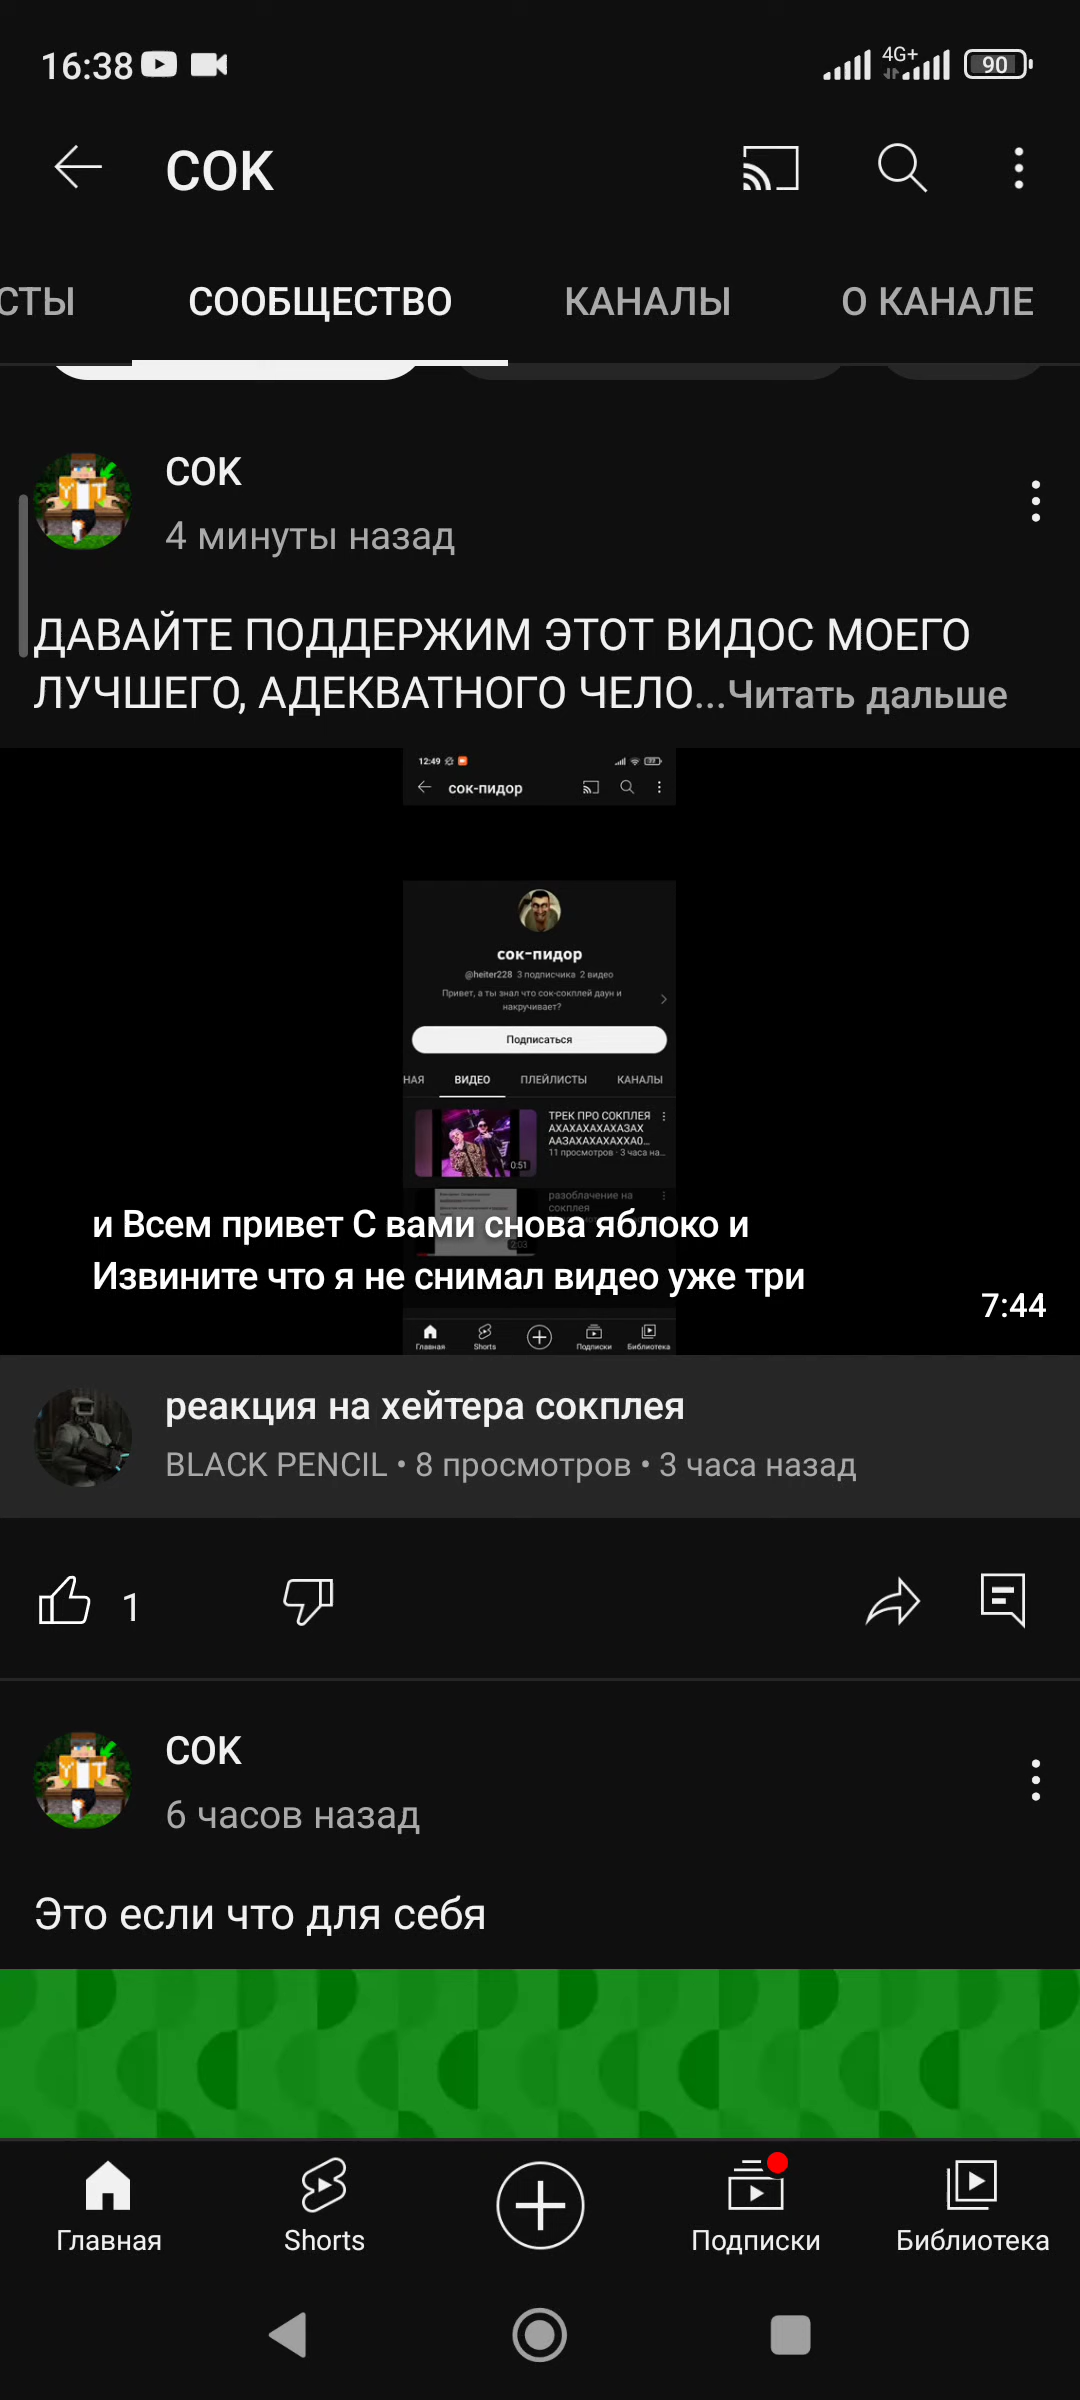 16:38
4G+
90
СОК
СТЫ
СООБЩЕСТВО
КАНАЛЫ
О КАНАЛЕ
СОК
4 минуты назад
ДАВАЙТЕ ПОДДЕРЖИМ ЭТОТ ВИДОС МОЕГО
ЛУЧШЕГО, АДЕКВАТНОГО ЧЕЛО...Читать дальше
12:49
сок-пидор
сок-пидор
@heiter228 3 подписчика 2 видео
Привет, а ты знал что сок-сокплей даун и
накручивает?
Подписаться
НАЯ
ВИДЕО
ПЛЕЙЛИСТЫ
КАНАЛЫ
ТРЕК ПРО СОКПЛЕЯ
АХАХАХАХАХАЗАХ
ААЗАХАХАХАХХА0...
11 просмотров · 3 часа на...
0:51
разоблачение на
сокплея
2:03
и Всем привет С вами снова яблоко и
Извините что я не снимал видео уже три
7:44
Главная
Shorts
Подписки
Библиотека
реакция на хейтера сокплея
BLACK PENCIL • 8 просмотров • 3 часа назад
1
СОК
6 часов назад
Это если что для себя
Главная
Shorts
Подписки
Библиотека